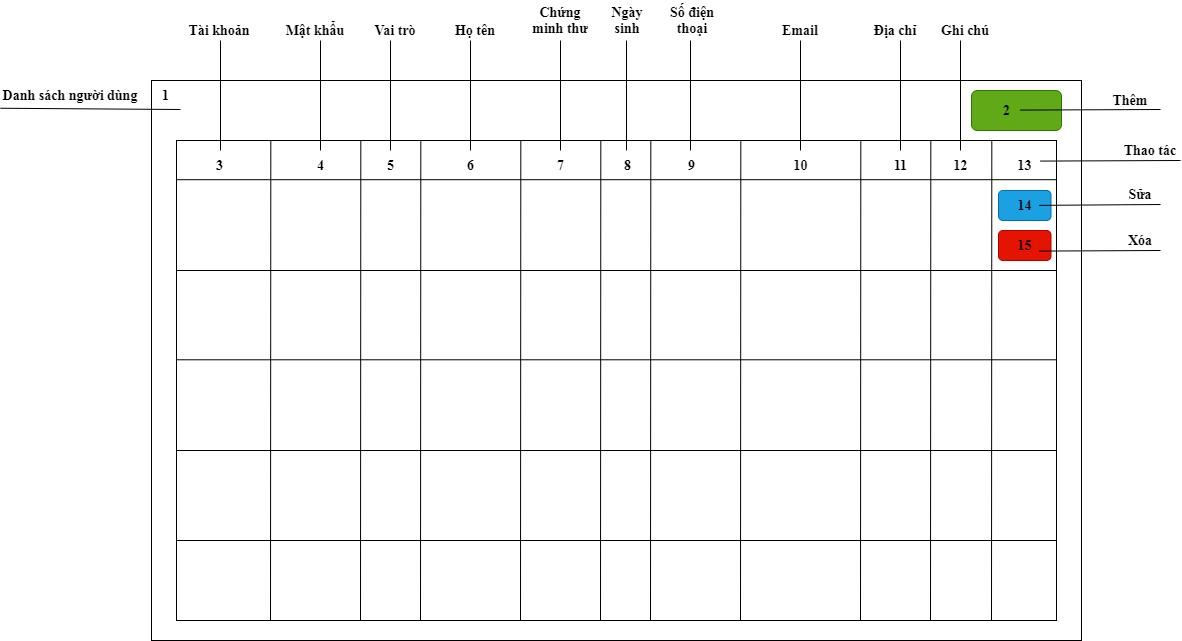 Tài khoản
Mật khẩu
Vai trò
Họ tên
Chứng
minh thư
Ngày
sinh
Số điện
thoại
Email
Địa chỉ
Ghi chú
Danh sách người dùng
1
2
Thêm
3
4
5
6
7
8
9
10
11
12
13
Thao tác
14
Sửa
15
Xóa